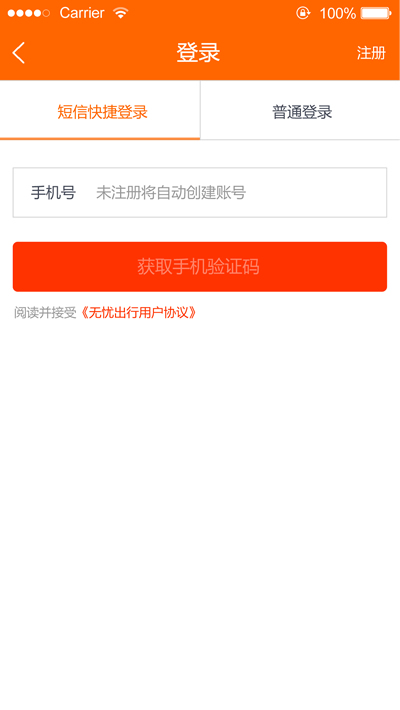 Carrier 100%
登录 注册
短信快捷登录 普通登录
手机号 未注册将自动创建账号
获取手机验证码
阅读并接受《无忧出行用户协议》